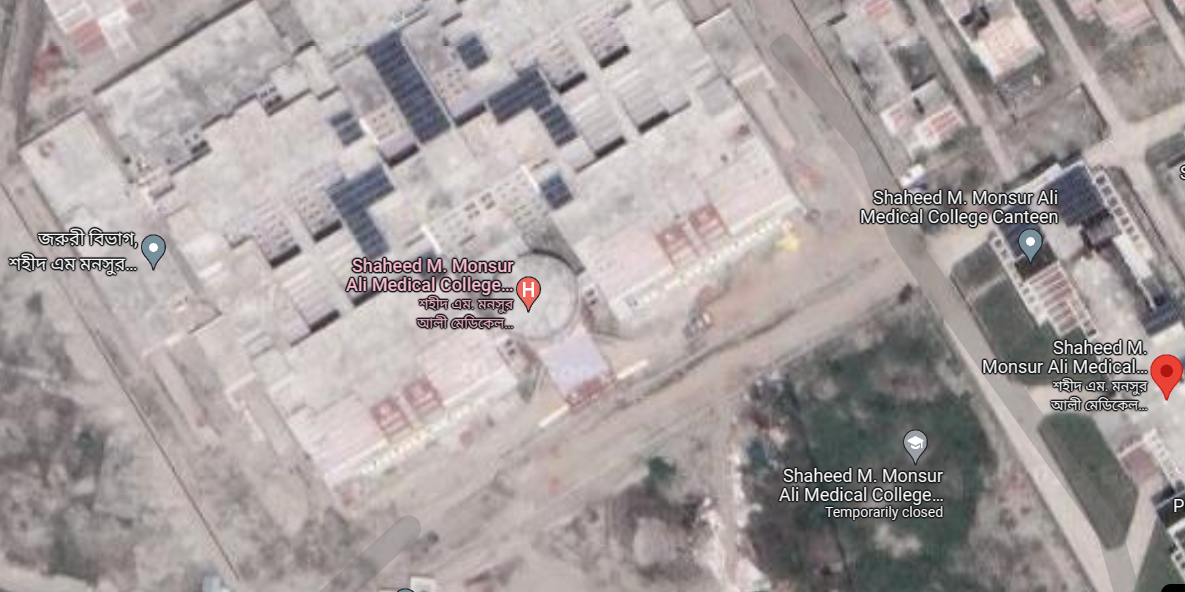 Shaheed M. Monsur Ali
Medical College Canteen
জরুরী বিভাগ,
শহীদ এম মনসুর...
Shaheed M. Monsur
Ali Medical College...
শহীদ এম. মনসুর
আলী মেডিকেল...
H
Shaheed M.
Monsur Ali Medical...
শহীদ এম. মনসুর
আলী মেডিকেল...
Shaheed M. Monsur
Ali Medical College...
Temporarily closed
S
P